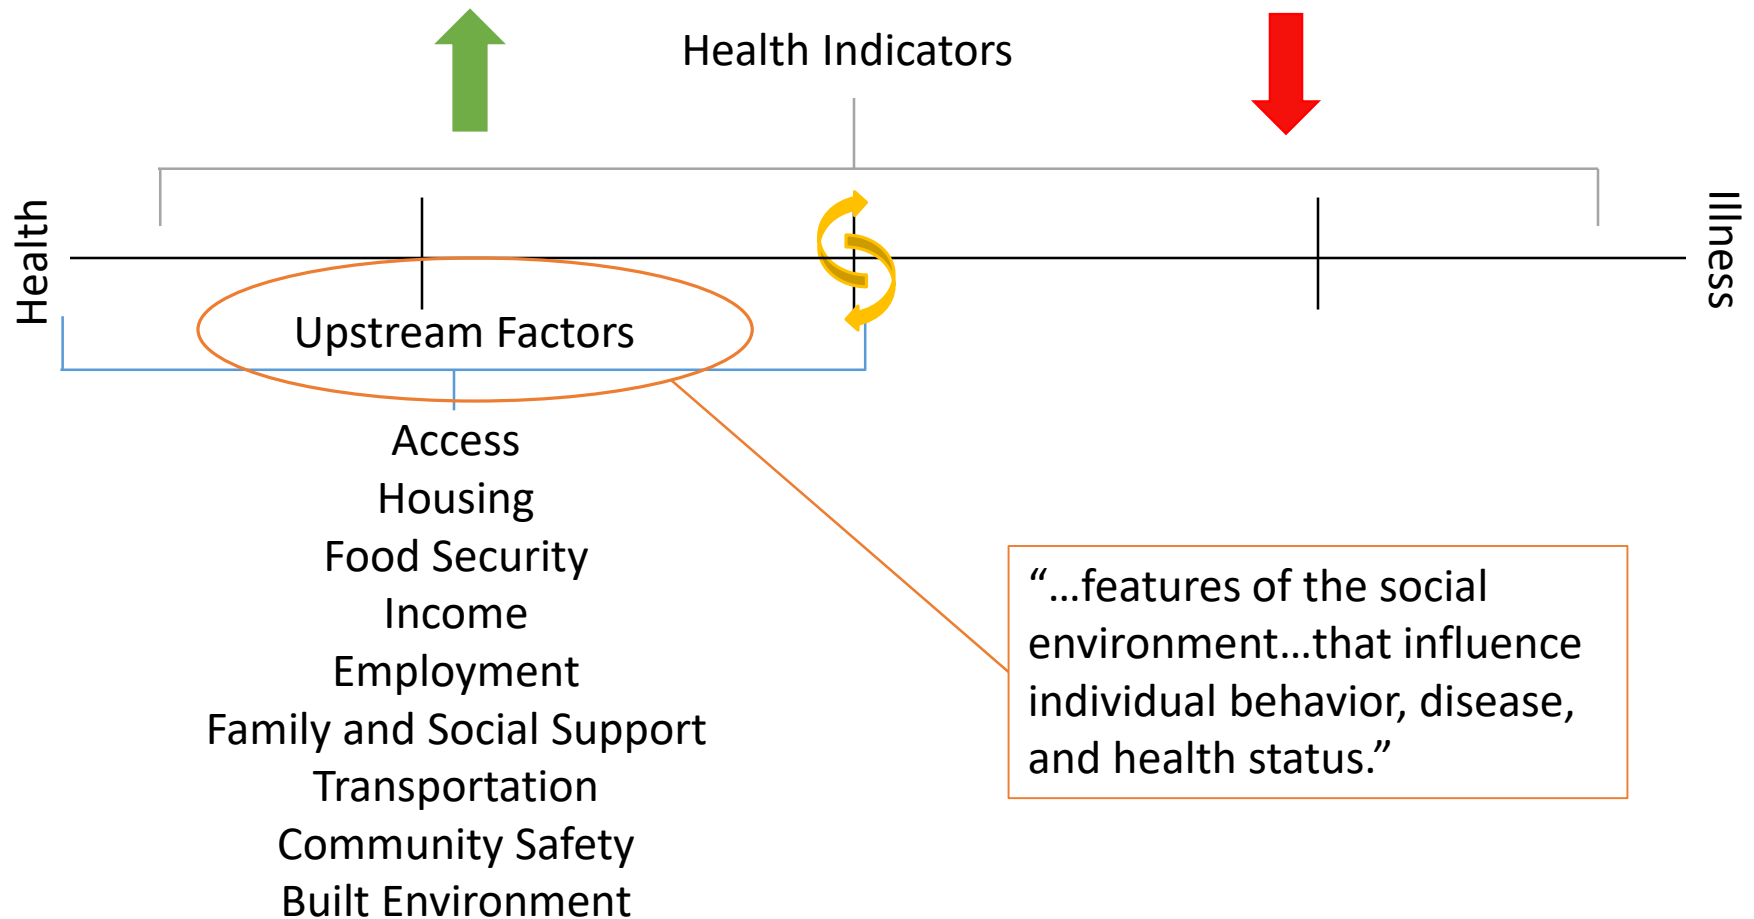 Health Indicators
Health
Illness
Upstream Factors
Access
Housing
Food Security
Income
Employment
Family and Social Support
Transportation
Community Safety
Built Environment
“...features of the social
environment...that influence
individual behavior, disease,
and health status.”